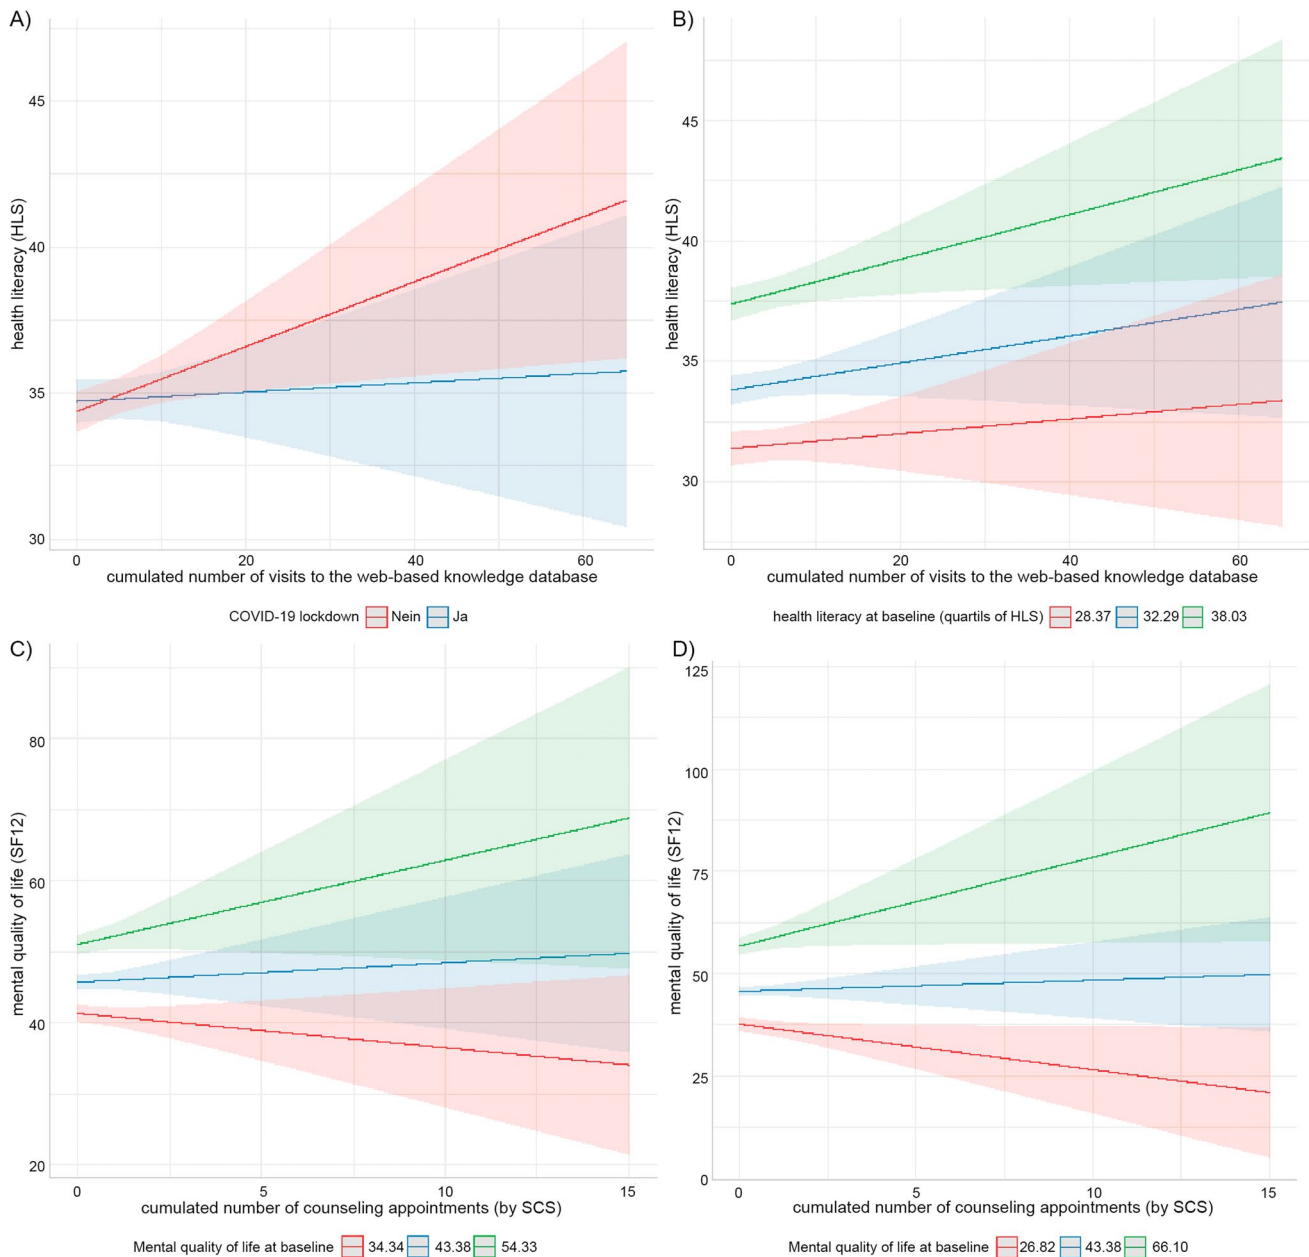 A)
45
40
35
30
health literacy (HLS)
0 20 40 60
cumulated number of visits to the web-based knowledge database
COVID-19 lockdown Nein Ja
B)
45
40
35
30
health literacy (HLS)
0 20 40 60
cumulated number of visits to the web-based knowledge database
health literacy at baseline (quartils of HLS) 28.37 32.29 38.03
C)
80
60
40
20
mental quality of life (SF12)
0 5 10 15
cumulated number of counseling appointments (by SCS)
Mental quality of life at baseline 34.34 43.38 54.33
D)
125
100
75
50
25
0
mental quality of life (SF12)
0 5 10 15
cumulated number of counseling appointments (by SCS)
Mental quality of life at baseline 26.82 43.38 66.10